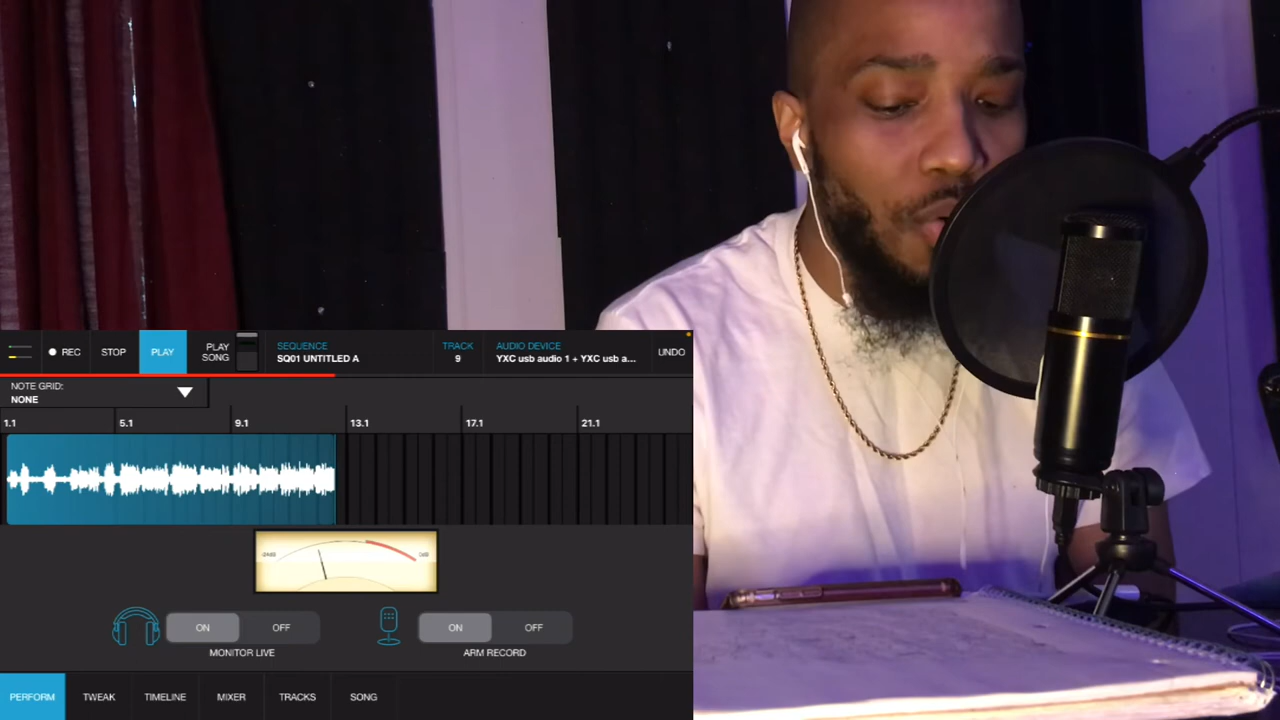 REC
STOP
PLAY
PLAY
SONG
SEQUENCE
SQ01 UNTITLED A
TRACK
9
AUDIO DEVICE
YXC usb audio 1 + YXC usb a...
UNDO
NOTE GRID:
NONE
1.1 5.1 9.1 13.1 17.1 21.1
ON OFF
MONITOR LIVE
ON OFF
ARM RECORD
PERFORM TWEAK TIMELINE MIXER TRACKS SONG